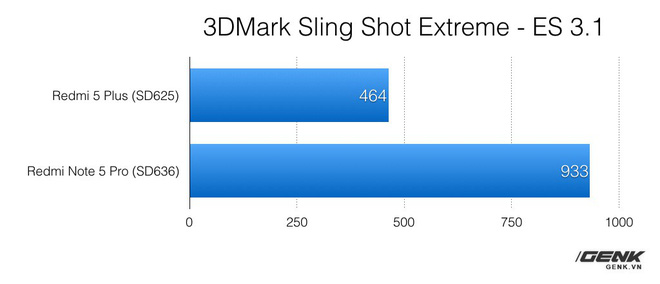 3DMark Sling Shot Extreme - ES 3.1
Redmi 5 Plus (SD625)
464
Redmi Note 5 Pro (SD636)
933
0 250 500 750 1000
GENK
GENK.VN